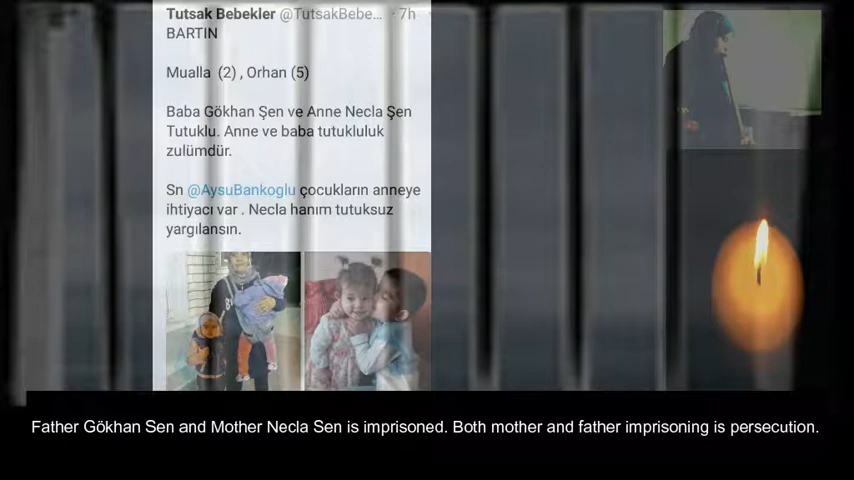 Tutsak Bebekler @TutsakBebe... · 7h
BARTIN
Mualla (2) , Orhan (5)
Baba Gökhan Şen ve Anne Necla Şen
Tutuklu. Anne ve baba tutukluluk
zulümdür.
Sn @AysuBankoglu çocukların anneye
ihtiyacı var . Necla hanım tutuksuz
yargılansın.
Father Gökhan Sen and Mother Necla Sen is imprisoned. Both mother and father imprisoning is persecution.